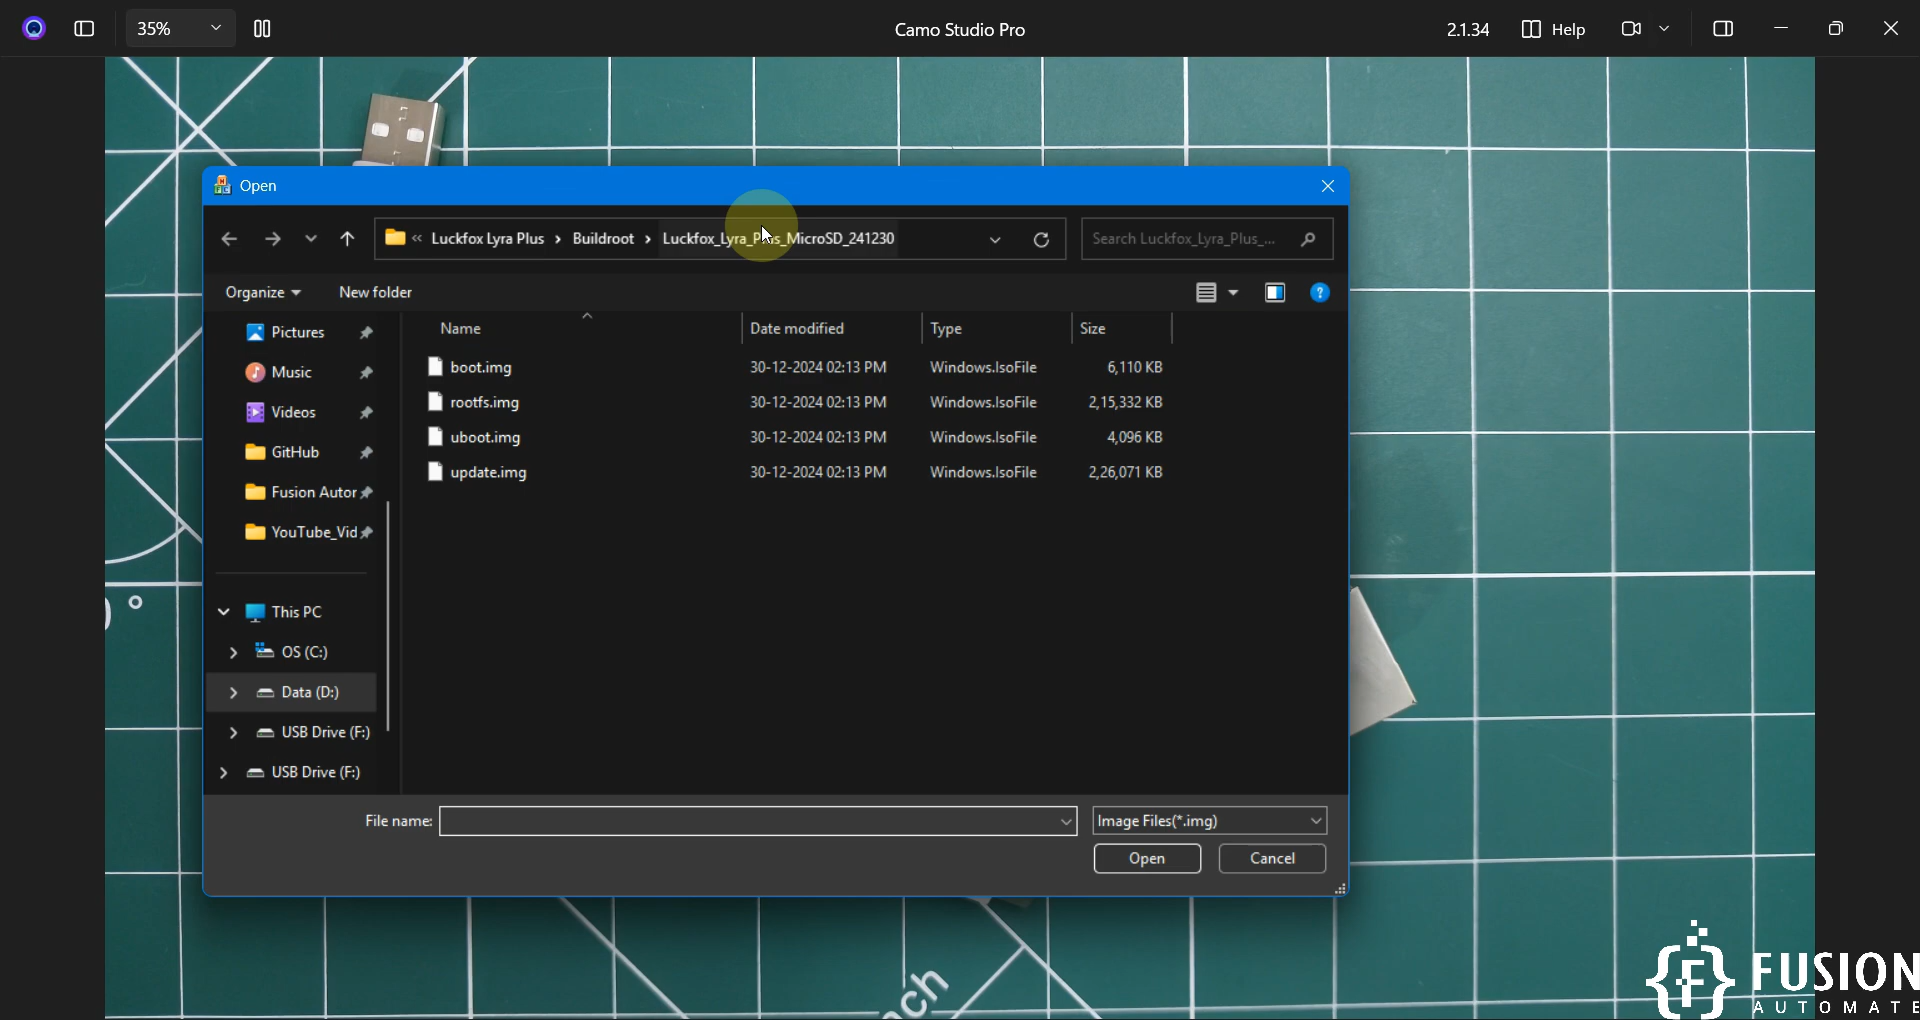 35%
Camo Studio Pro
2.1.34
Help
Open
« Luckfox Lyra Plus › Buildroot › Luckfox_Lyra_Plus_MicroSD_241230
Search Luckfox_Lyra_Plus_...
Organize
New folder
Name Date modified Type Size
boot.img 30-12-2024 02:13 PM Windows.IsoFile 6,110 KB
rootfs.img 30-12-2024 02:13 PM Windows.IsoFile 2,15,332 KB
uboot.img 30-12-2024 02:13 PM Windows.IsoFile 4,096 KB
update.img 30-12-2024 02:13 PM Windows.IsoFile 2,26,071 KB
Pictures
Music
Videos
GitHub
Fusion Autor
YouTube_Vid
This PC
OS (C:)
Data (D:)
USB Drive (F:)
USB Drive (F:)
File name:
Image Files(*.img)
Open
Cancel
nch
FUSION
AUTOMATE